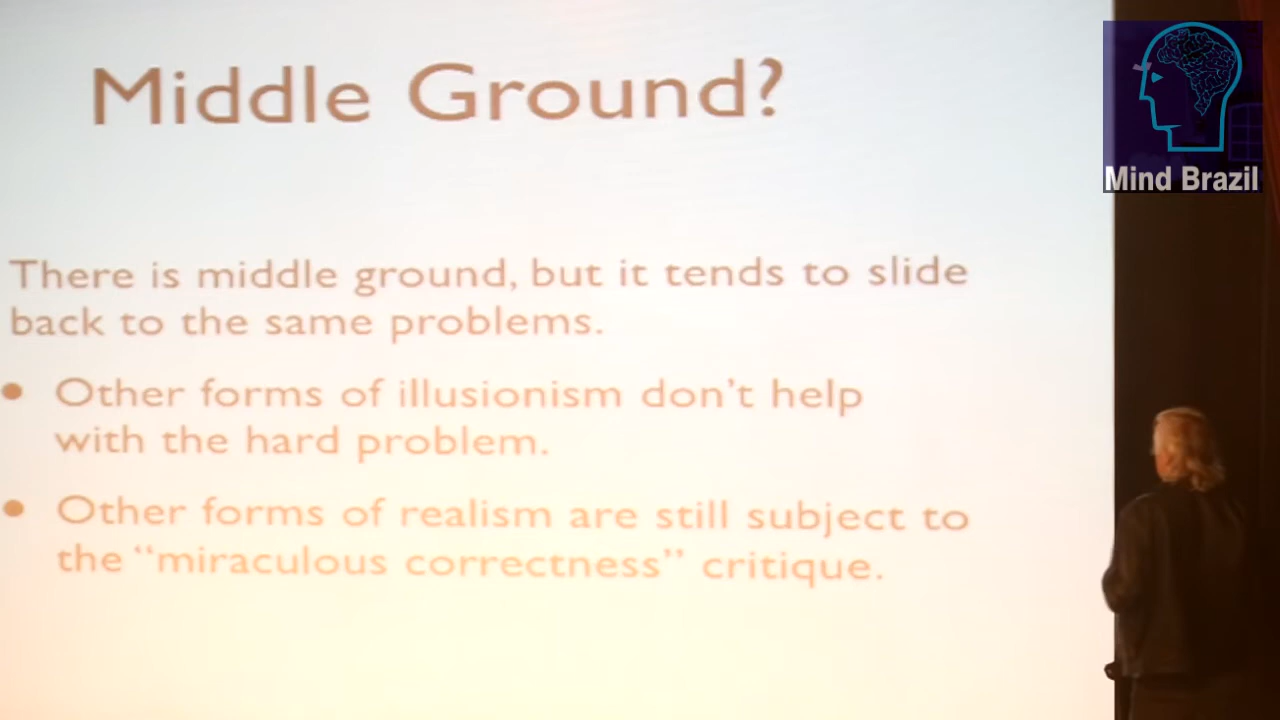 Middle Ground?
Mind Brazil
There is middle ground, but it tends to slide
back to the same problems.
• Other forms of illusionism don't help
with the hard problem.
• Other forms of realism are still subject to
the “miraculous correctness” critique.